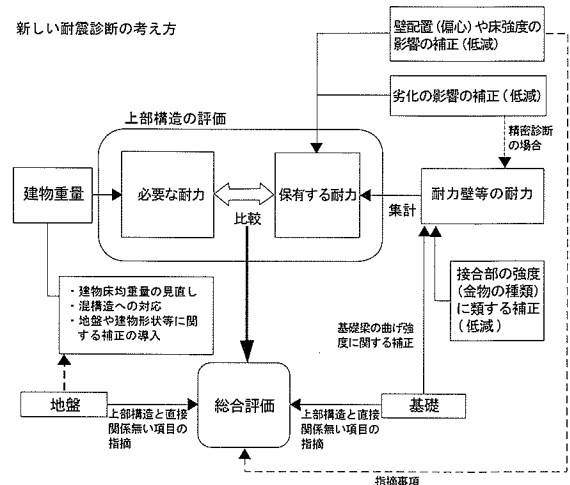 新しい耐震診断の考え方
壁配置(偏心)や床強度の
影響の補正(低減)
劣化の影響の補正(低減)
精密診断
の場合
上部構造の評価
建物重量
必要な耐力
保有する耐力
比較
集計
耐力壁等の耐力
・建物床均重量の見直し
・混構造への対応
・地盤や建物形状等に関
する補正の導入
接合部の強度
(金物の種類)
に類する補正
(低減)
基礎梁の曲げ強
度に関する補正
地盤
上部構造と直接
関係無い項目の
指摘
総合評価
上部構造と直接
関係無い項目の
指摘
基礎
指摘事項